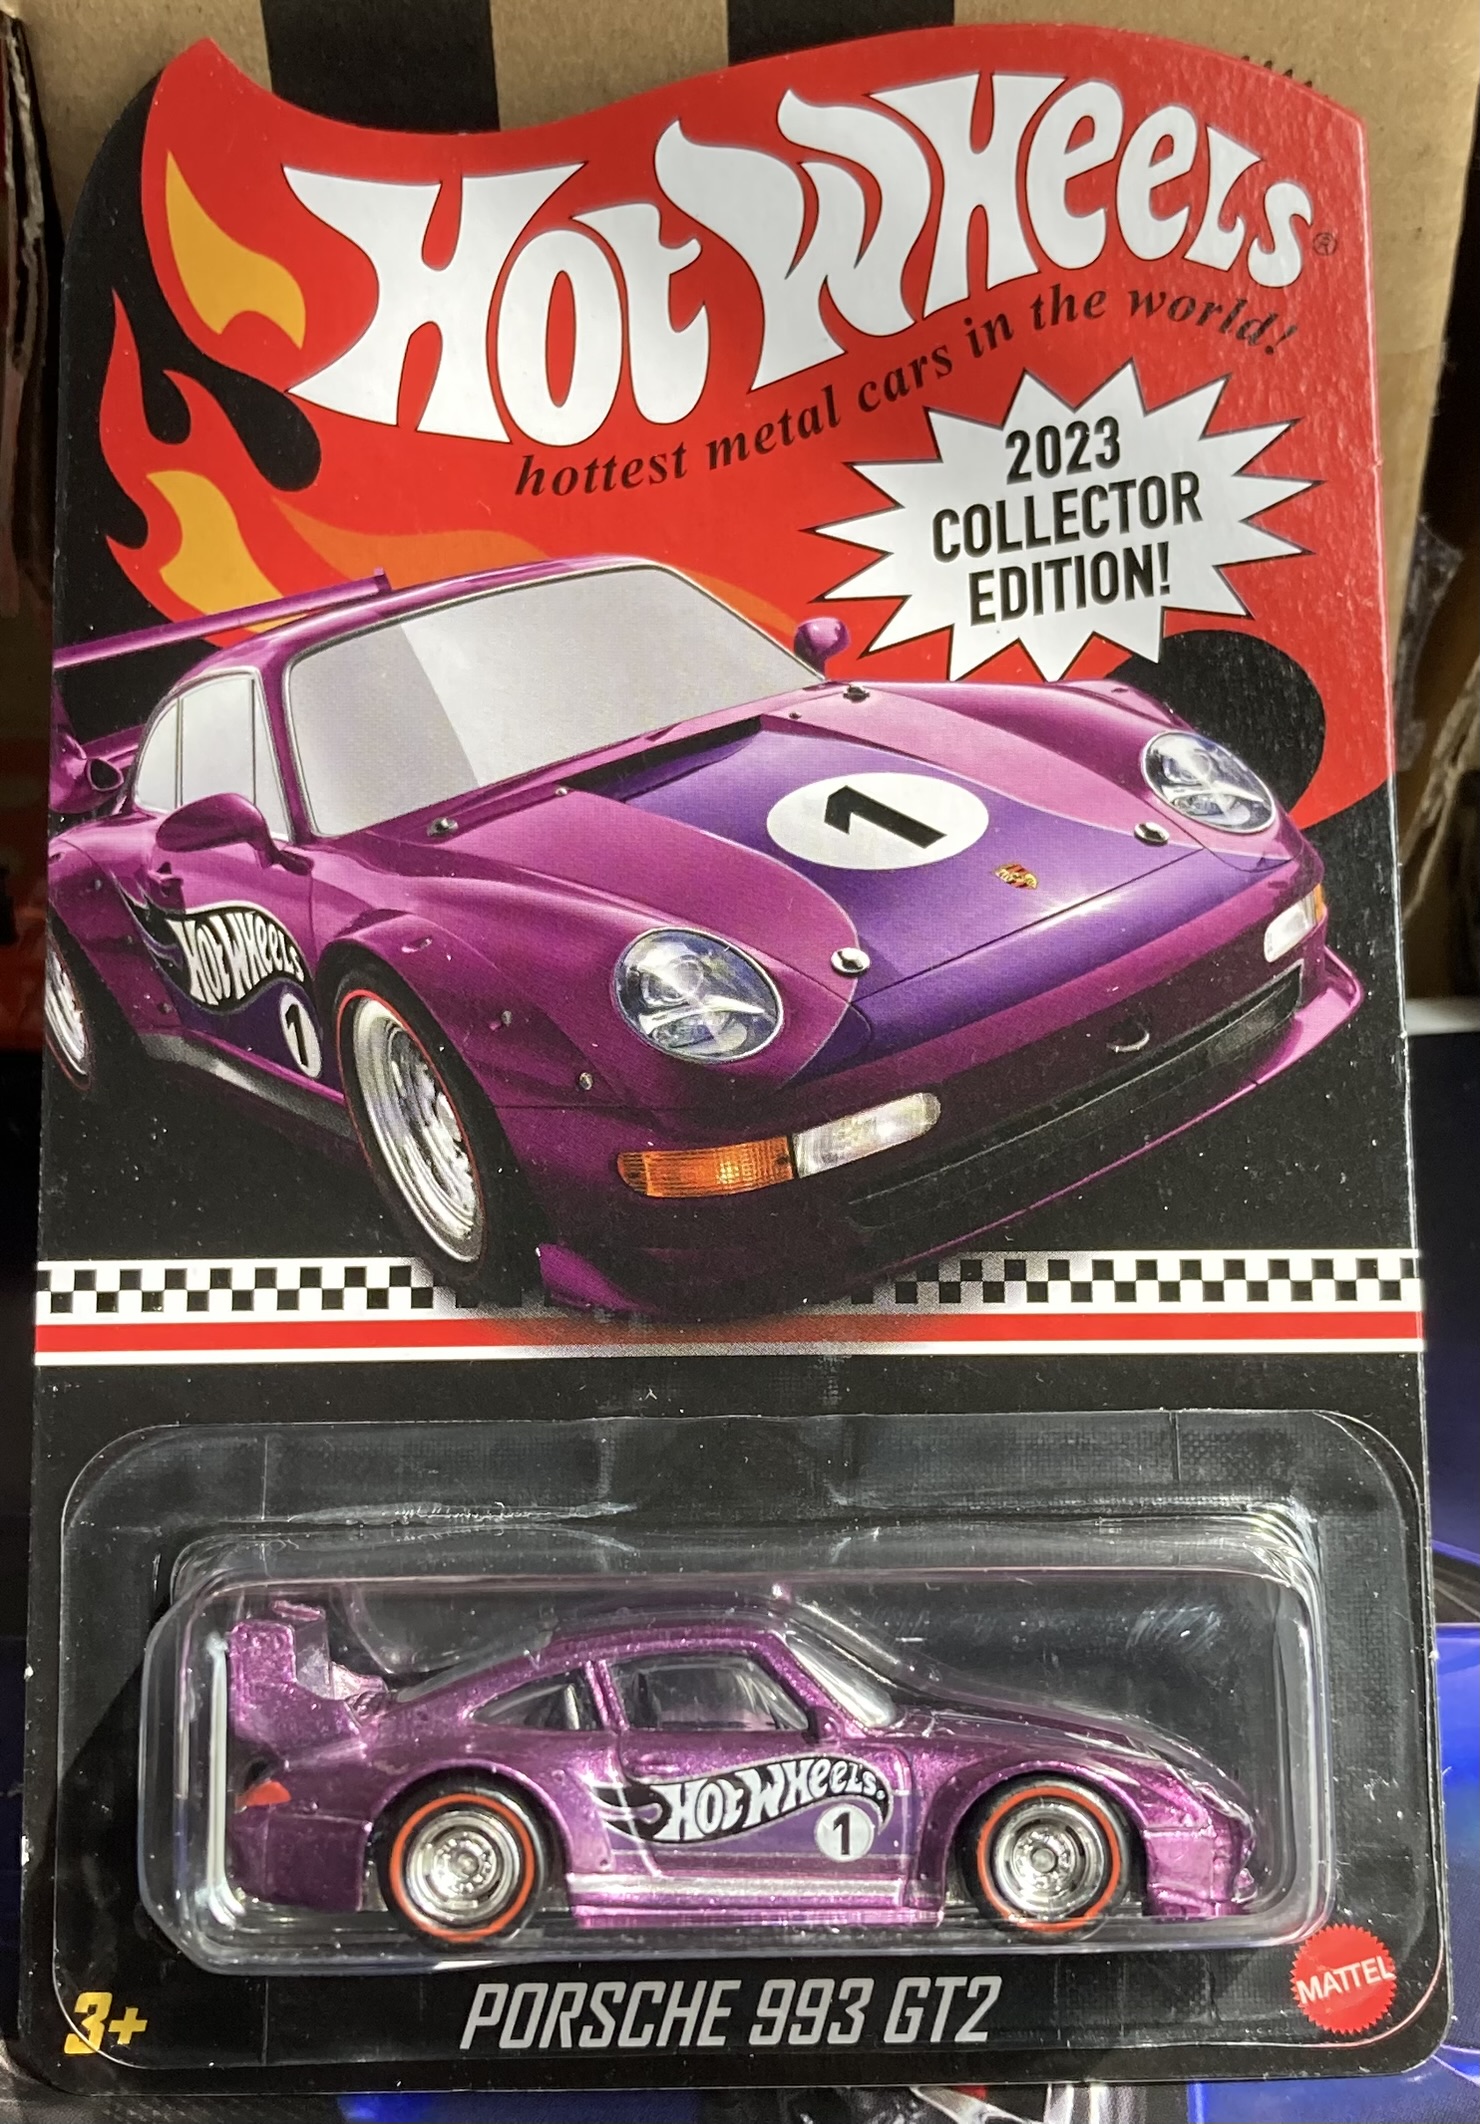 HOT WHEELS®
hottest metal cars in the world!
2023
COLLECTOR
EDITION!
1
HOT WHEELS
1
HOT WHEELS
1
PORSCHE 993 GT2
3+
MATTEL